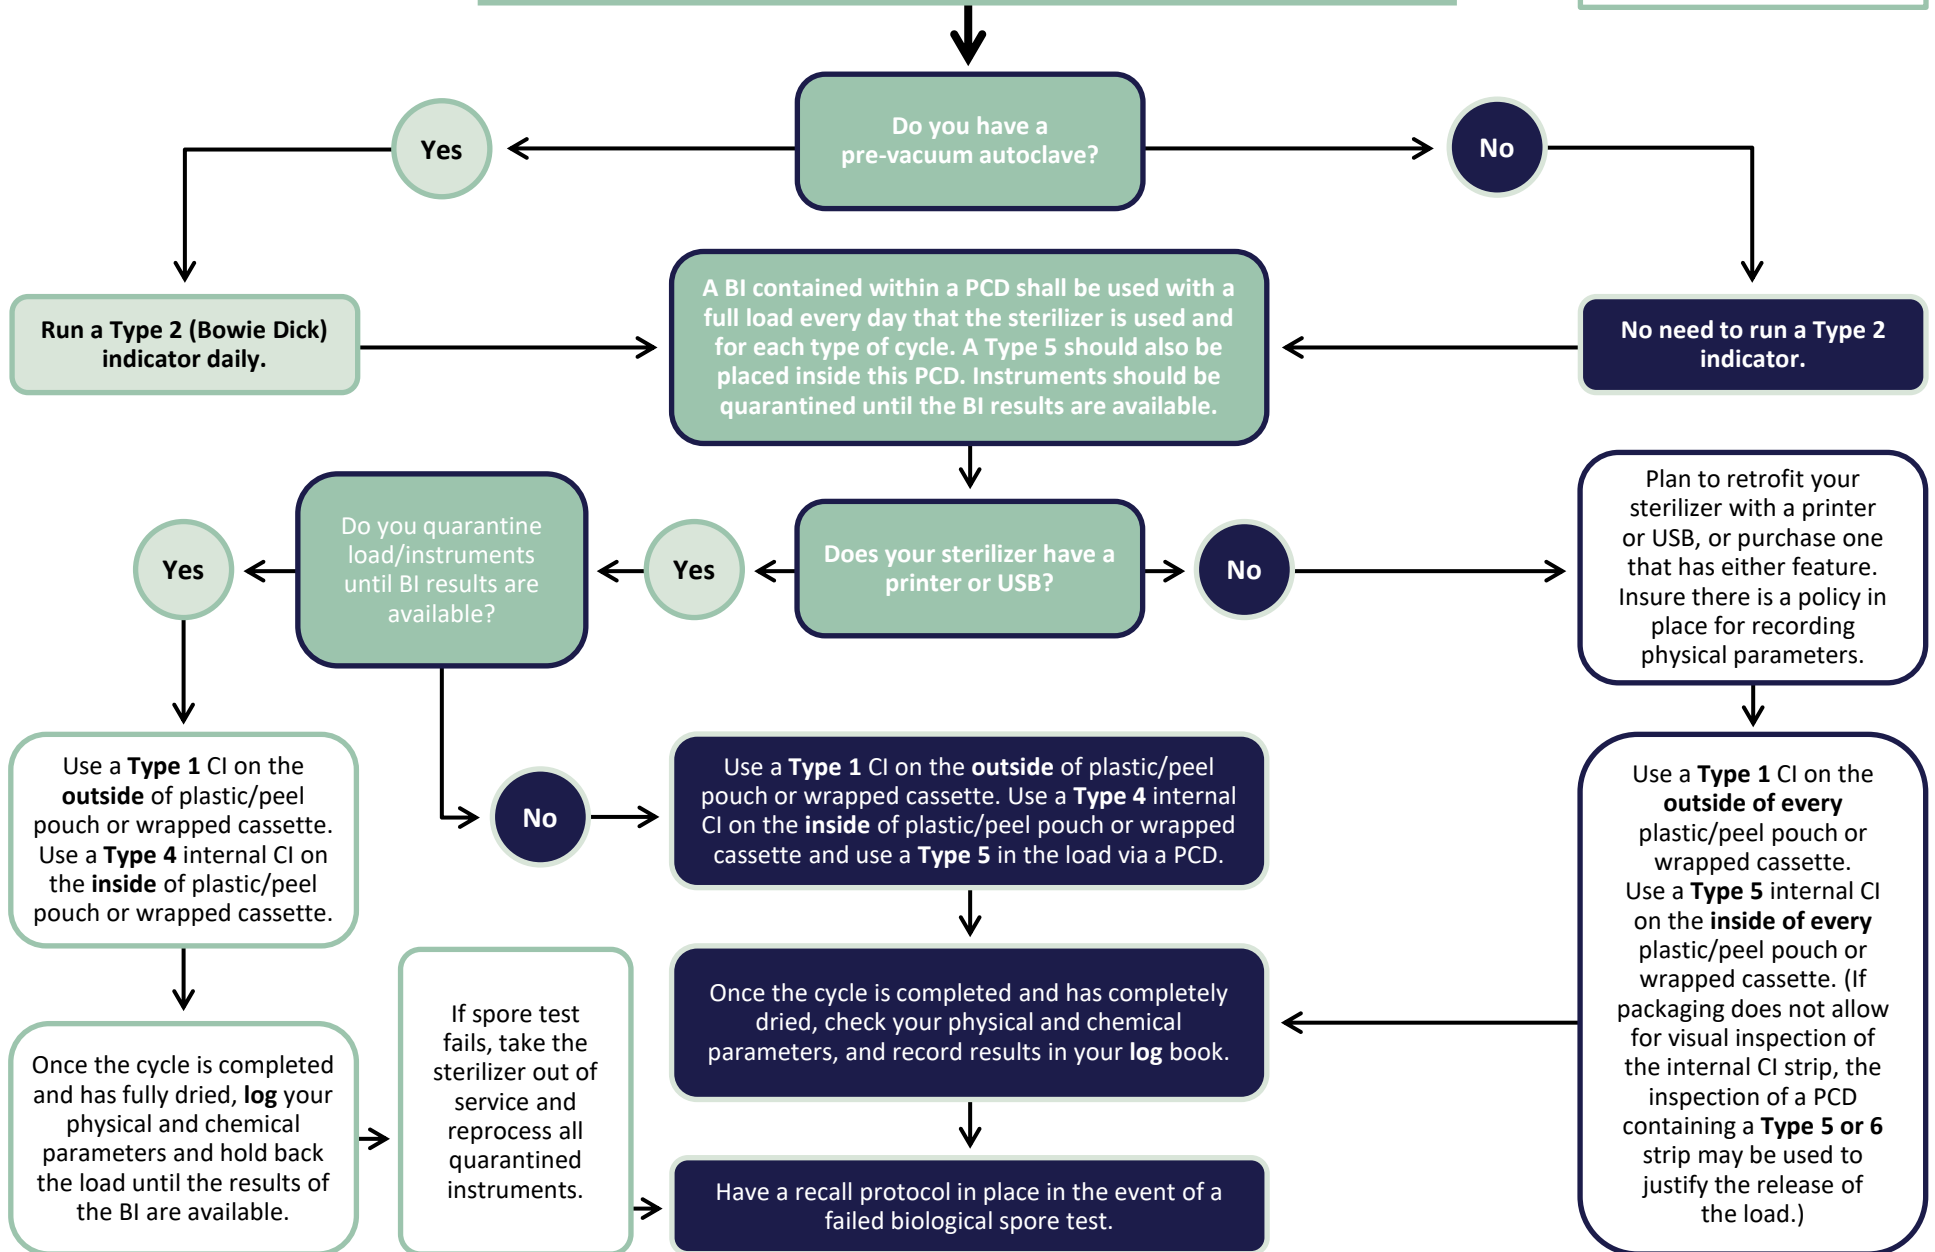 Do you have a
pre-vacuum autoclave?
Yes
No
Run a Type 2 (Bowie Dick)
indicator daily.
A BI contained within a PCD shall be used with a
full load every day that the sterilizer is used and
for each type of cycle. A Type 5 should also be
placed inside this PCD. Instruments should be
quarantined until the BI results are available.
No need to run a Type 2
indicator.
Does your sterilizer have a
printer or USB?
Yes
No
Do you quarantine
load/instruments
until BI results are
available?
Yes
Plan to retrofit your
sterilizer with a printer
or USB, or purchase one
that has either feature.
Insure there is a policy in
place for recording
physical parameters.
Use a Type 1 CI on the
outside of plastic/peel
pouch or wrapped cassette.
Use a Type 4 internal CI on
the inside of plastic/peel
pouch or wrapped cassette.
No
Use a Type 1 CI on the outside of plastic/peel
pouch or wrapped cassette. Use a Type 4 internal
CI on the inside of plastic/peel pouch or wrapped
cassette and use a Type 5 in the load via a PCD.
Use a Type 1 CI on the
outside of every
plastic/peel pouch or
wrapped cassette.
Use a Type 5 internal CI
on the inside of every
plastic/peel pouch or
wrapped cassette. (If
packaging does not allow
for visual inspection of
the internal CI strip, the
inspection of a PCD
containing a Type 5 or 6
strip may be used to
justify the release of
the load.)
Once the cycle is completed
and has fully dried, log your
physical and chemical
parameters and hold back
the load until the results of
the BI are available.
If spore test
fails, take the
sterilizer out of
service and
reprocess all
quarantined
instruments.
Once the cycle is completed and has completely
dried, check your physical and chemical
parameters, and record results in your log book.
Have a recall protocol in place in the event of a
failed biological spore test.